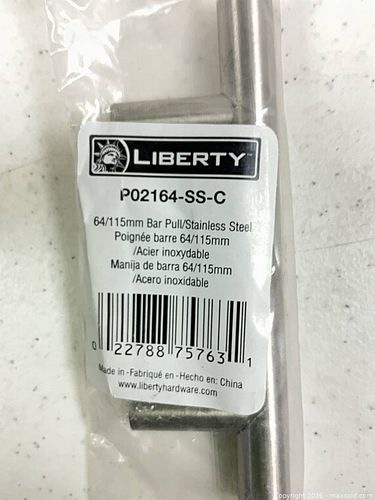 LIBERTY™
P02164-SS-C
64/115mm Bar Pull/Stainless Steel
Poignée barre 64/115mm
/Acier inoxydable
Manija de barra 64/115mm
/Acero inoxidable
0 22788 75763 1
Made in -Fabriqué en -Hecho en: China
www.libertyhardware.com
Copyright 2025 - maxsold.com